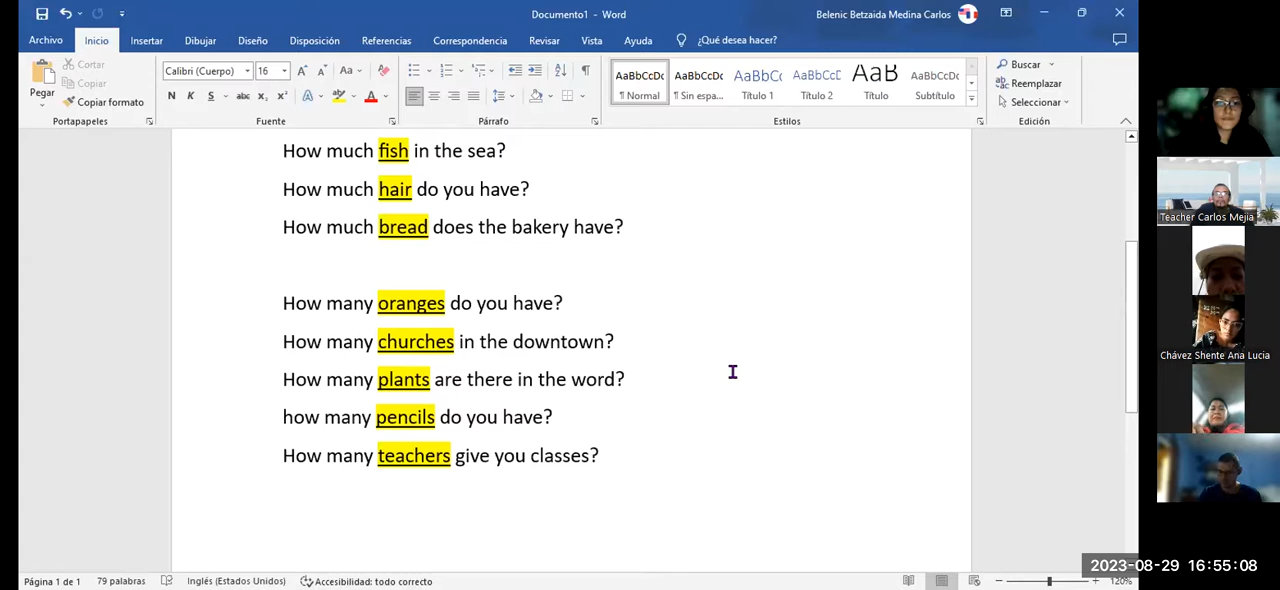 Documento1 - Word
Belenic Betzaida Medina Carlos
Archivo
Inicio
Insertar
Dibujar
Diseño
Disposición
Referencias
Correspondencia
Revisar
Vista
Ayuda
¿Qué desea hacer?
Pegar
Cortar
Copiar
Copiar formato
Portapapeles
Calibri (Cuerpo)
16
N K S abc x₂ x²
Fuente
Párrafo
AaBbCcDc
¶ Normal
AaBbCcDc
¶ Sin espa...
AaBbCc
Título 1
AaBbCcD
Título 2
AaB
Título
AaBbCcD
Subtítulo
Estilos
Buscar
Reemplazar
Seleccionar
Edición
How much fish in the sea?
How much hair do you have?
How much bread does the bakery have?
How many oranges do you have?
How many churches in the downtown?
How many plants are there in the word?
how many pencils do you have?
How many teachers give you classes?
Teacher Carlos Mejia
Chávez Shente Ana Lucia
Página 1 de 1
79 palabras
Inglés (Estados Unidos)
Accesibilidad: todo correcto
120%
2023-08-29 16:55:08